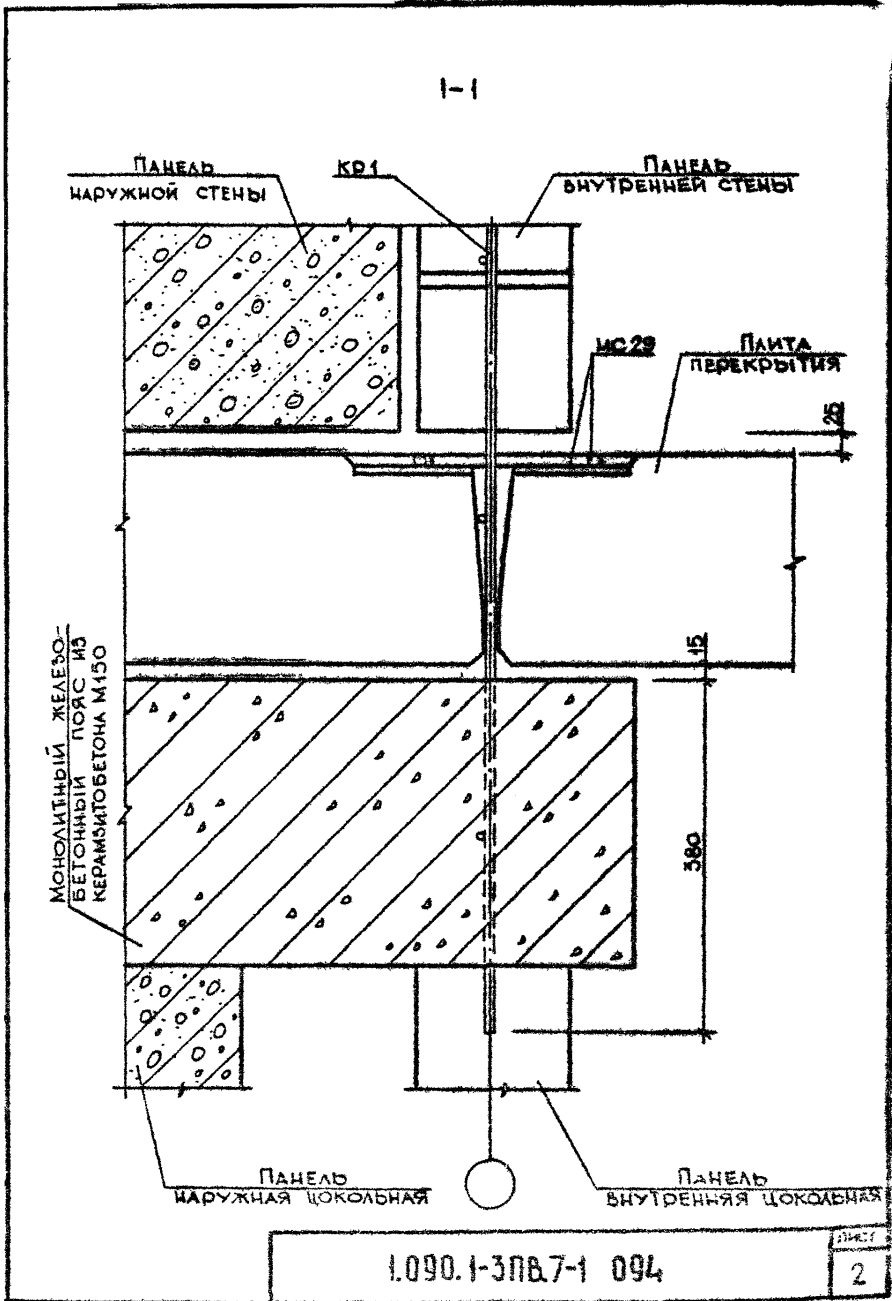 1-1
ПАНЕЛЬ
НАРУЖНОЙ СТЕНЫ
КР1
ПАНЕЛЬ
ВНУТРЕННЕЙ СТЕНЫ
МС29
ПЛИТА
ПЕРЕКРЫТИЯ
25
МОНОЛИТНЫЙ ЖЕЛЕЗО-
БЕТОННЫЙ ПОЯС ИЗ
КЕРАМЗИТОБЕТОНА М150
15
380
ПАНЕЛЬ
НАРУЖНАЯ ЦОКОЛЬНАЯ
ПАНЕЛЬ
ВНУТРЕННЯЯ ЦОКОЛЬНАЯ
1.090.1-3ПВ.7-1 094
ЛИСТ
2